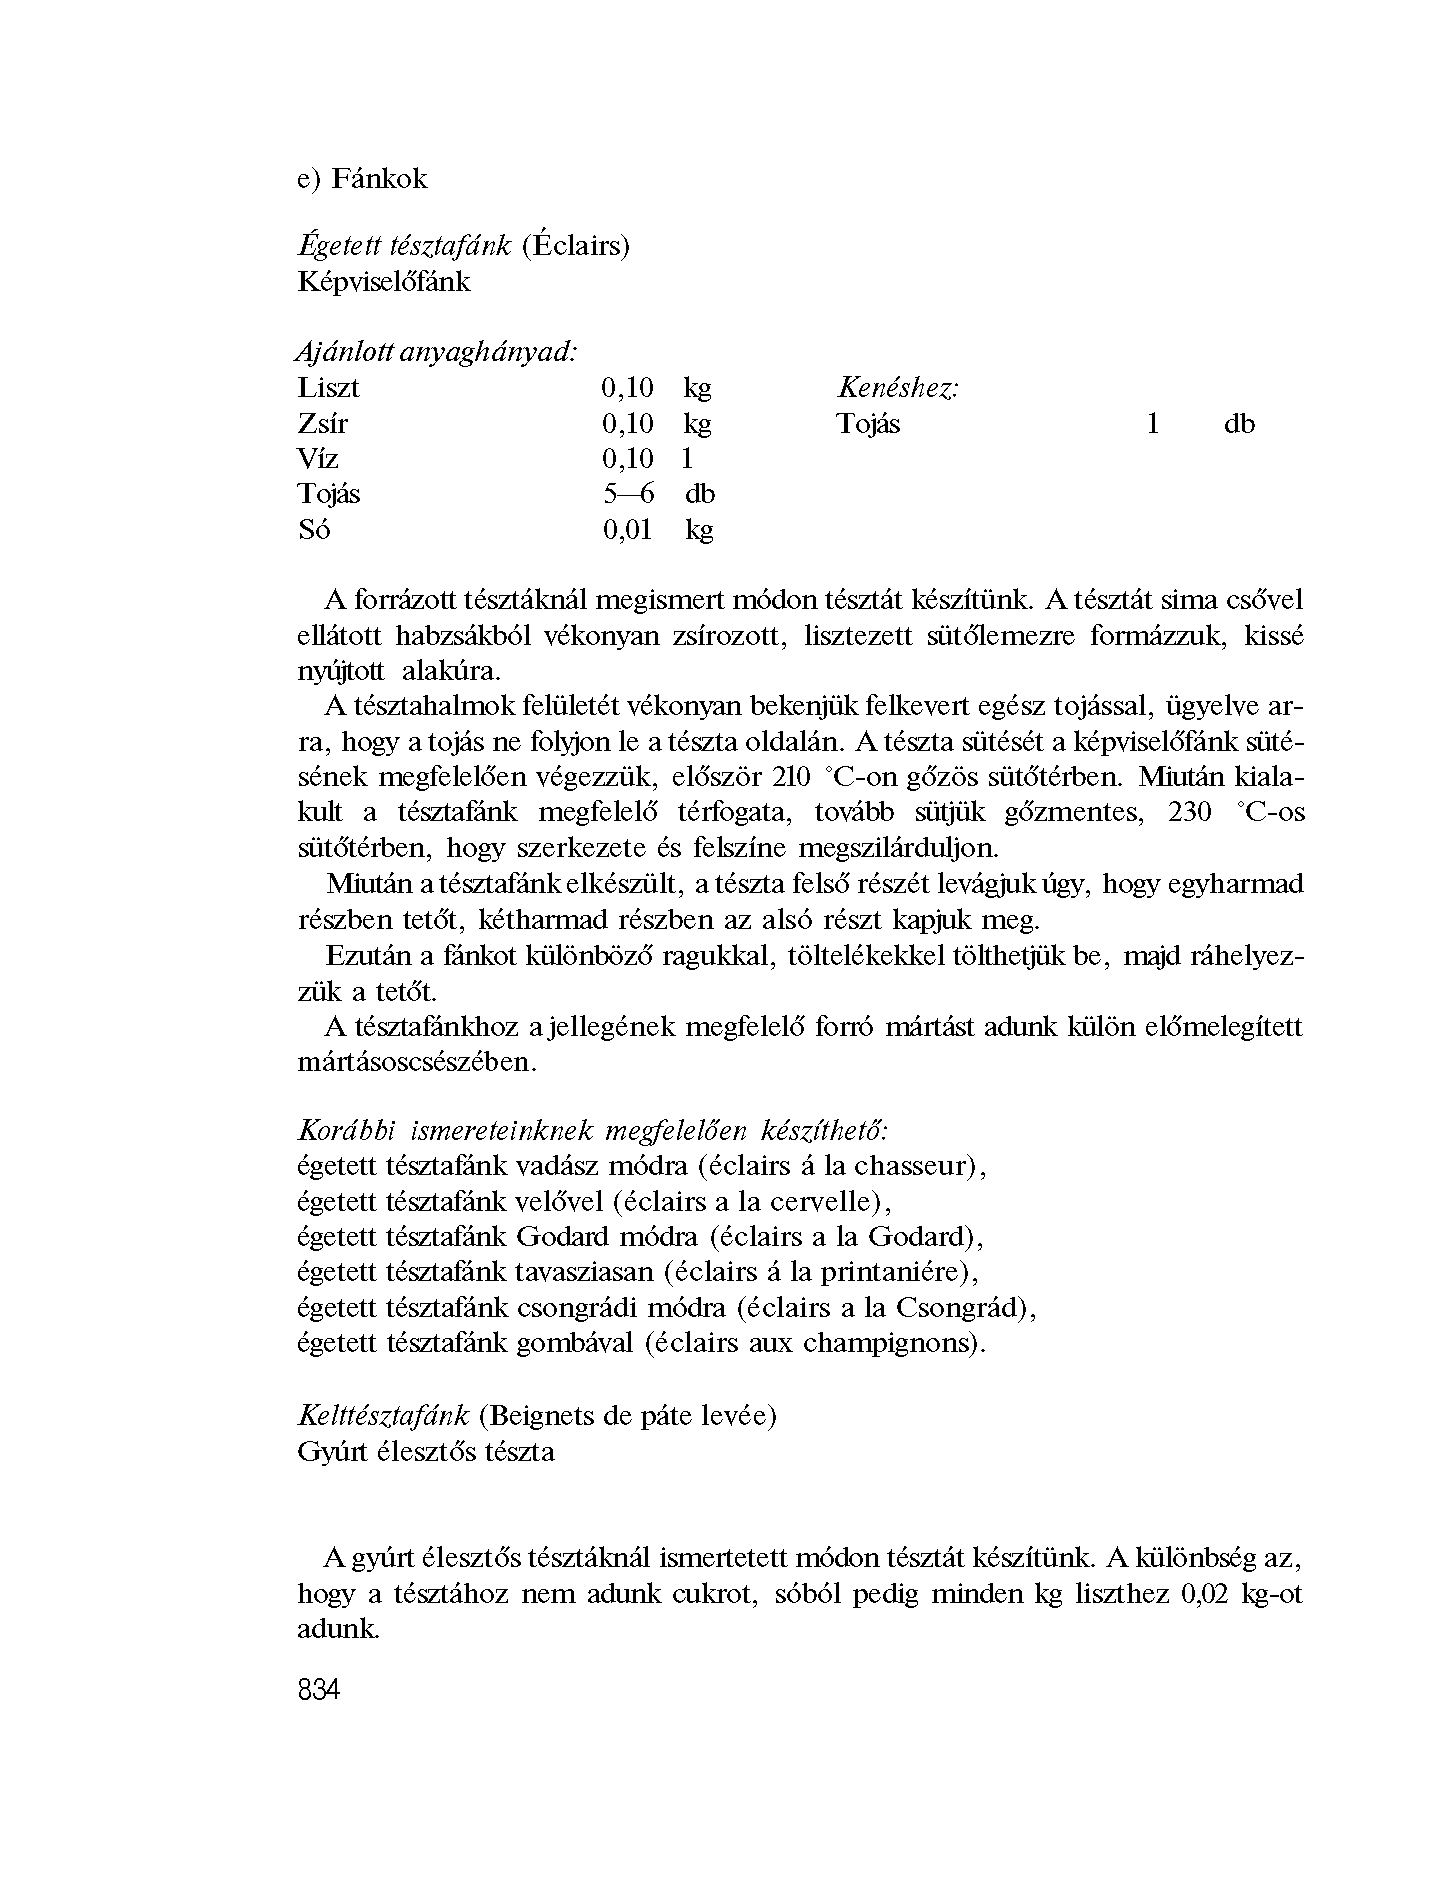 e) Fánkok
Égetett tésztafánk (Éclairs)
Képviselőfánk
Ajánlott anyaghányad:
Liszt 0,10 kg Kenéshez:
Zsír 0,10 kg Tojás 1 db
Víz 0,10 l
Tojás 5—6 db
Só 0,01 kg
A forrázott tésztáknál megismert módon tésztát készítünk. A tésztát sima csővel
ellátott habzsákból vékonyan zsírozott, lisztezett sütőlemezre formázzuk, kissé
nyújtott alakúra.
A tésztahalmok felületét vékonyan bekenjük felkevert egész tojással, ügyelve ar-
ra, hogy a tojás ne folyjon le a tészta oldalán. A tészta sütését a képviselőfánk süté-
sének megfelelően végezzük, először 210 °C-on gőzös sütőtérben. Miután kiala-
kult a tésztafánk megfelelő térfogata, tovább sütjük gőzmentes, 230 °C-os
sütőtérben, hogy szerkezete és felszíne megszilárduljon.
Miután a tésztafánk elkészült, a tészta felső részét levágjuk úgy, hogy egyharmad
részben tetőt, kétharmad részben az alsó részt kapjuk meg.
Ezután a fánkot különböző ragukkal, töltelékekkel tölthetjük be, majd ráhelyez-
zük a tetőt.
A tésztafánkhoz a jellegének megfelelő forró mártást adunk külön előmelegített
mártásoscsészében.
Korábbi ismereteinknek megfelelően készíthető:
égetett tésztafánk vadász módra (éclairs á la chasseur),
égetett tésztafánk velővel (éclairs a la cervelle),
égetett tésztafánk Godard módra (éclairs a la Godard),
égetett tésztafánk tavasziasan (éclairs á la printaniére),
égetett tésztafánk csongrádi módra (éclairs a la Csongrád),
égetett tésztafánk gombával (éclairs aux champignons).
Kelttésztafánk (Beignets de páte levée)
Gyúrt élesztős tészta
A gyúrt élesztős tésztáknál ismertetett módon tésztát készítünk. A különbség az,
hogy a tésztához nem adunk cukrot, sóból pedig minden kg liszthez 0,02 kg-ot
adunk.
834